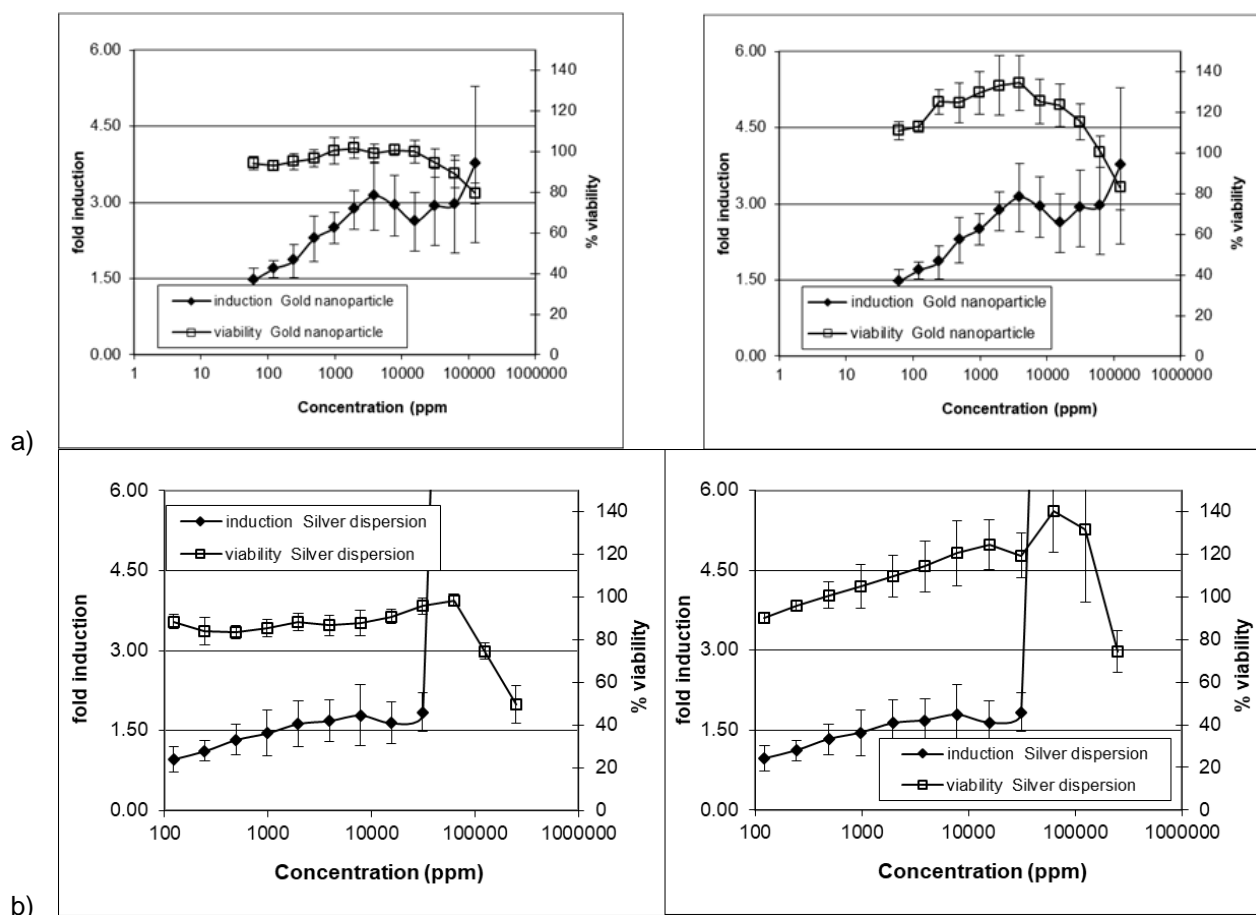 6.00
4.50
3.00
1.50
0.00
fold induction
140
120
100
80
60
40
20
0
% viability
induction Gold nanoparticle
viability Gold nanoparticle
1 10 100 1000 10000 100000 1000000
Concentration (ppm
6.00
4.50
3.00
1.50
0.00
fold induction
140
120
100
80
60
40
20
0
% viability
induction Gold nanoparticle
viability Gold nanoparticle
1 10 100 1000 10000 100000 1000000
Concentration (ppm)
a)
6.00
4.50
3.00
1.50
0.00
fold induction
140
120
100
80
60
40
20
0
% viability
induction Silver dispersion
viability Silver dispersion
100 1000 10000 100000 1000000
Concentration (ppm)
6.00
4.50
3.00
1.50
0.00
fold induction
140
120
100
80
60
40
20
0
% viability
induction Silver dispersion
viability Silver dispersion
100 1000 10000 100000 1000000
Concentration (ppm)
b)